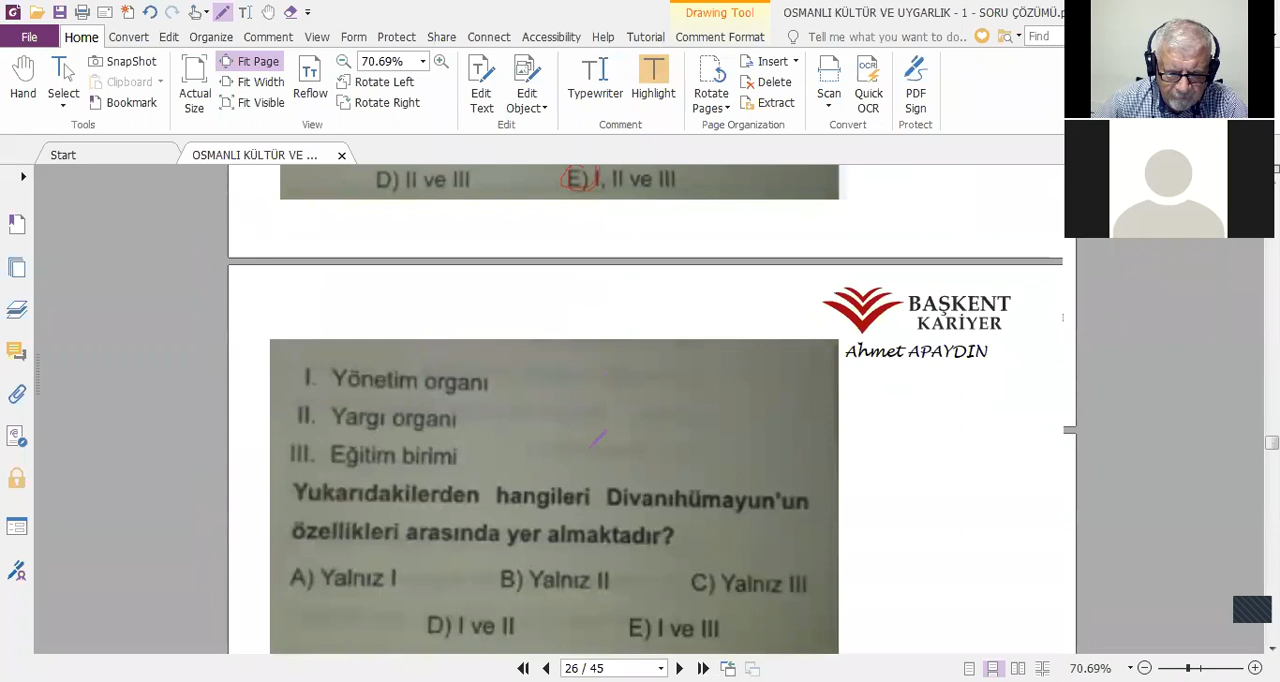 Drawing Tool
OSMANLI KÜLTÜR VE UYGARLIK - 1 - SORU ÇÖZÜMÜ.p
File Home Convert Edit Organize Comment View Form Protect Share Connect Accessibility Help Tutorial Comment Format Tell me what you want to do.. Find
Hand
Select
SnapShot
Clipboard
Bookmark
Tools
Actual Size
Fit Page
Fit Width
Fit Visible
Reflow
70.69%
Rotate Left
Rotate Right
View
Edit Text
Edit Object
Edit
Typewriter
Highlight
Comment
Rotate Pages
Insert
Delete
Extract
Page Organization
Scan
Quick OCR
Convert
PDF Sign
Protect
Start
OSMANLI KÜLTÜR VE ...
D) II ve III E) I, II ve III
BAŞKENT
KARİYER
Ahmet APAYDIN
I. Yönetim organı
II. Yargı organı
III. Eğitim birimi
Yukarıdakilerden hangileri Divanıhümayun'un
özellikleri arasında yer almaktadır?
A) Yalnız I B) Yalnız II C) Yalnız III
D) I ve II E) I ve III
26 / 45
70.69%